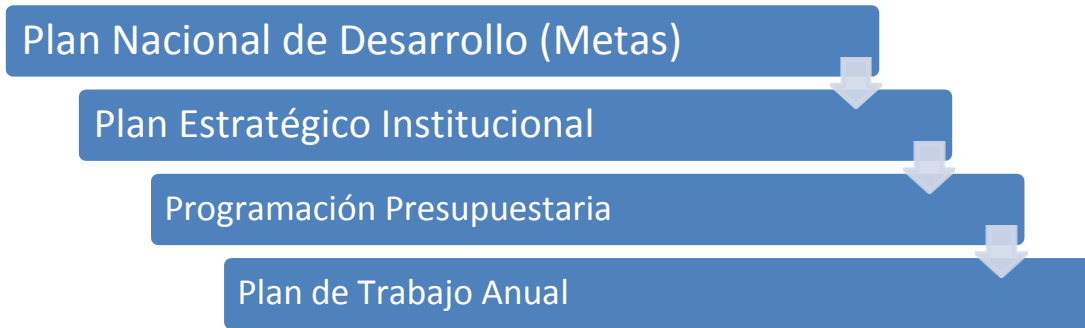 Plan Nacional de Desarrollo (Metas)
Plan Estratégico Institucional
Programación Presupuestaria
Plan de Trabajo Anual